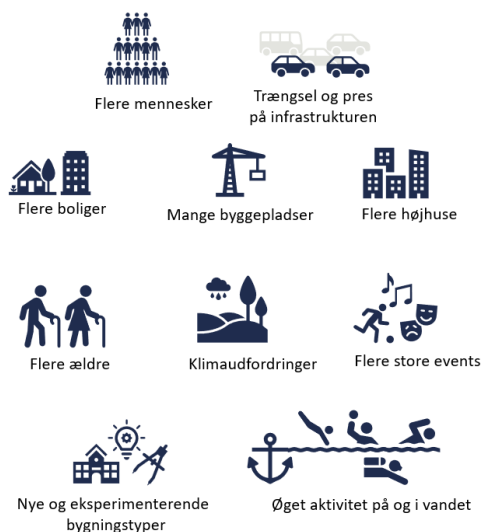 Flere mennesker
Trængsel og pres
på infrastrukturen
Flere boliger
Mange byggepladser
Flere højhuse
Flere ældre
Klimaudfordringer
Flere store events
Nye og eksperimenterende
bygningstyper
Øget aktivitet på og i vandet